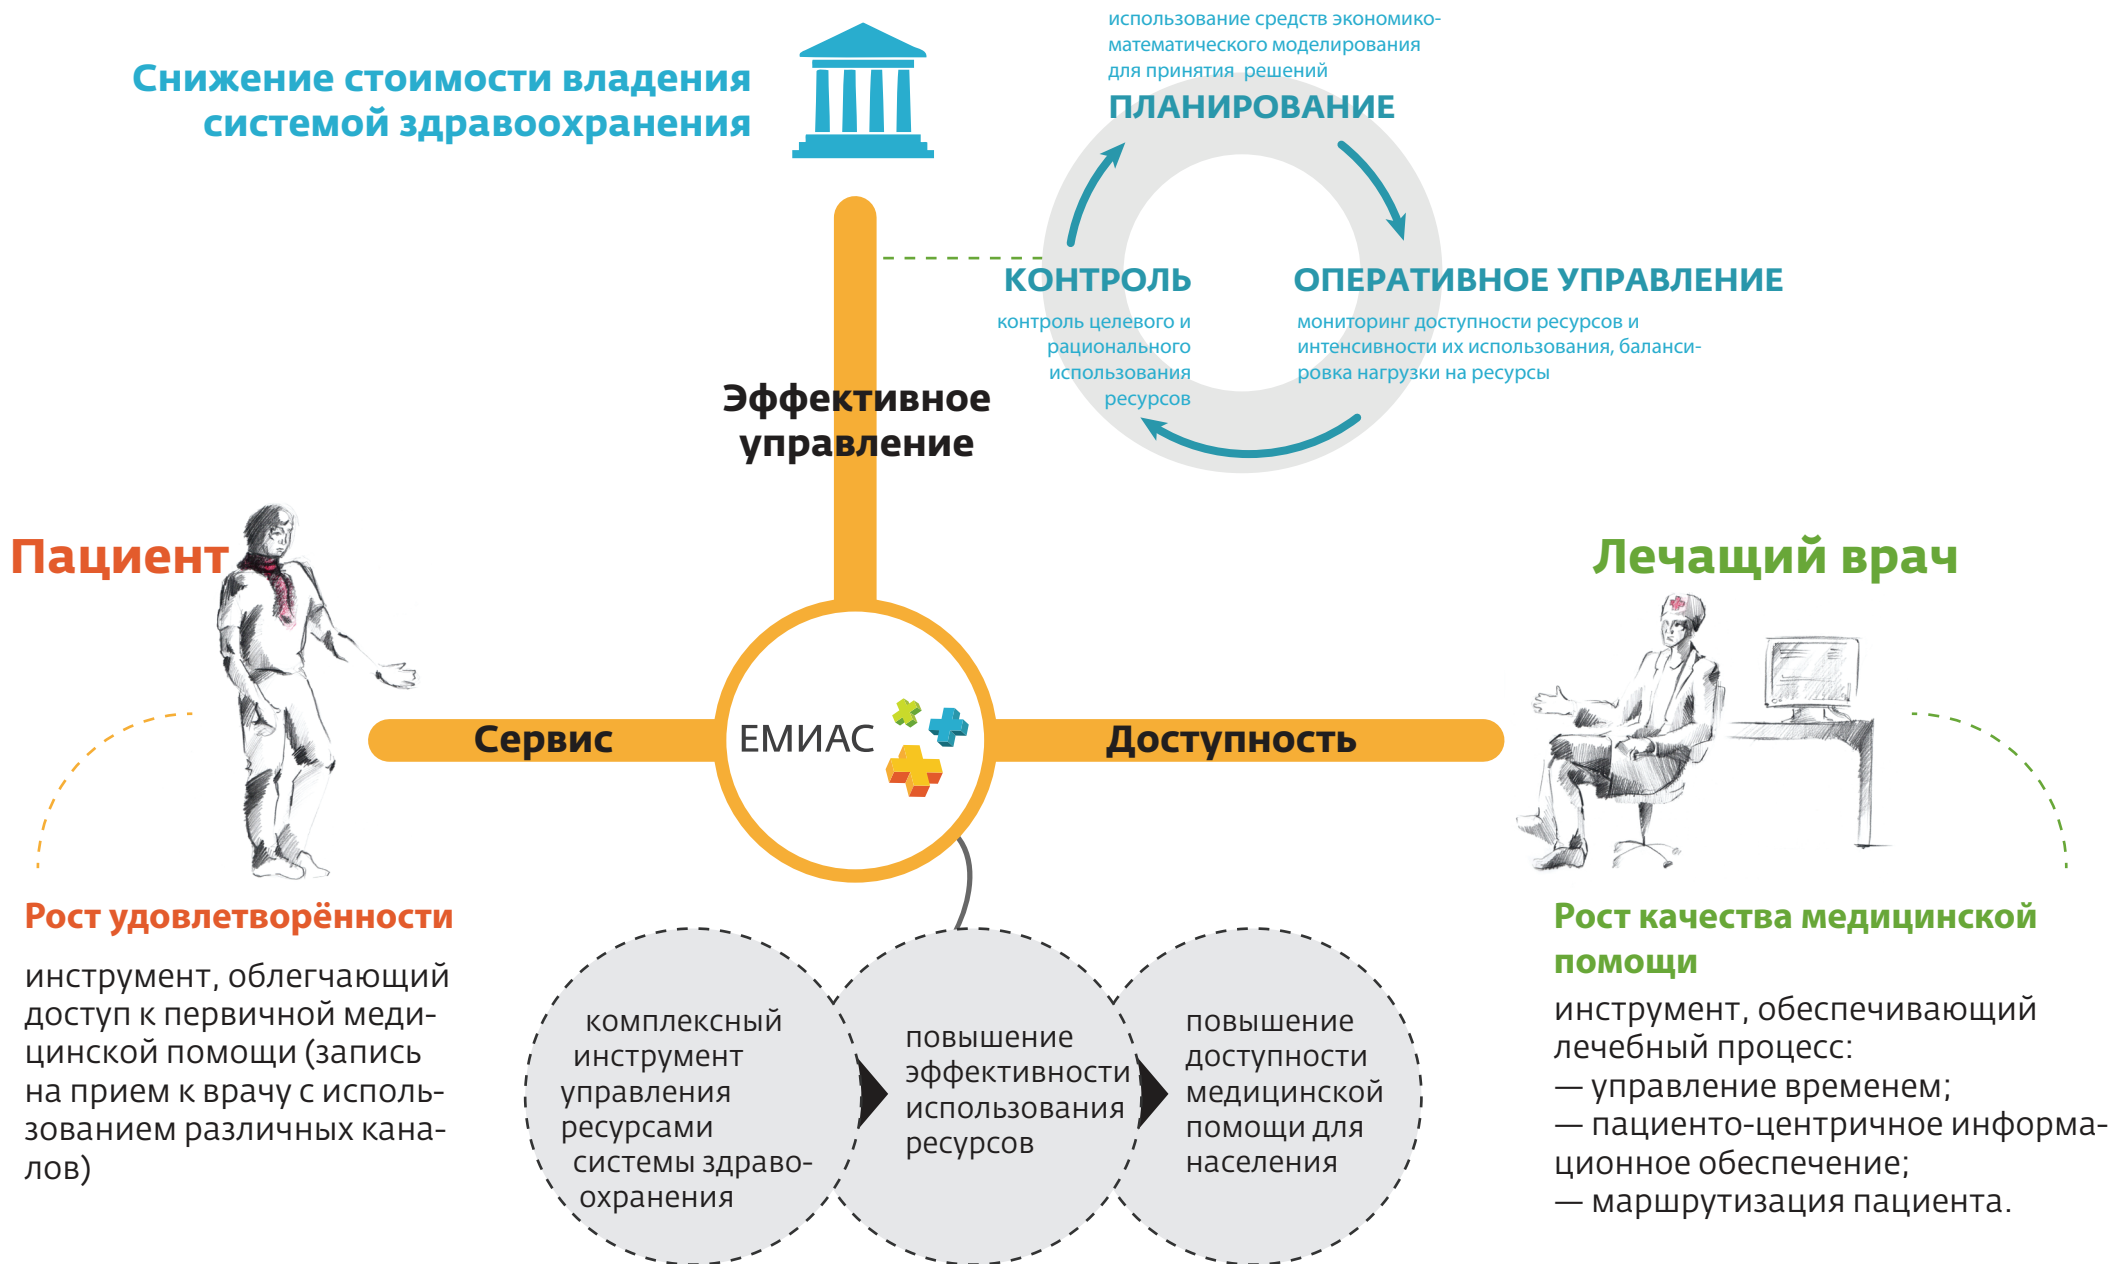 использование средств экономико-
математического моделирования
для принятия решений
ПЛАНИРОВАНИЕ
Снижение стоимости владения
системой здравоохранения
КОНТРОЛЬ
контроль целевого и
рационального
использования
ресурсов
ОПЕРАТИВНОЕ УПРАВЛЕНИЕ
мониторинг доступности ресурсов и
интенсивности их использования, баланси-
ровка нагрузки на ресурсы
Эффективное
управление
Пациент
Лечащий врач
Сервис
ЕМИАС
Доступность
Рост удовлетворённости
инструмент, облегчающий
доступ к первичной меди-
цинской помощи (запись
на прием к врачу с исполь-
зованием различных кана-
лов)
комплексный
инструмент
управления
ресурсами
системы здраво-
охранения
повышение
эффективности
использования
ресурсов
повышение
доступности
медицинской
помощи для
населения
Рост качества медицинской
помощи
инструмент, обеспечивающий
лечебный процесс:
— управление временем;
— пациенто-центричное информа-
ционное обеспечение;
— маршрутизация пациента.